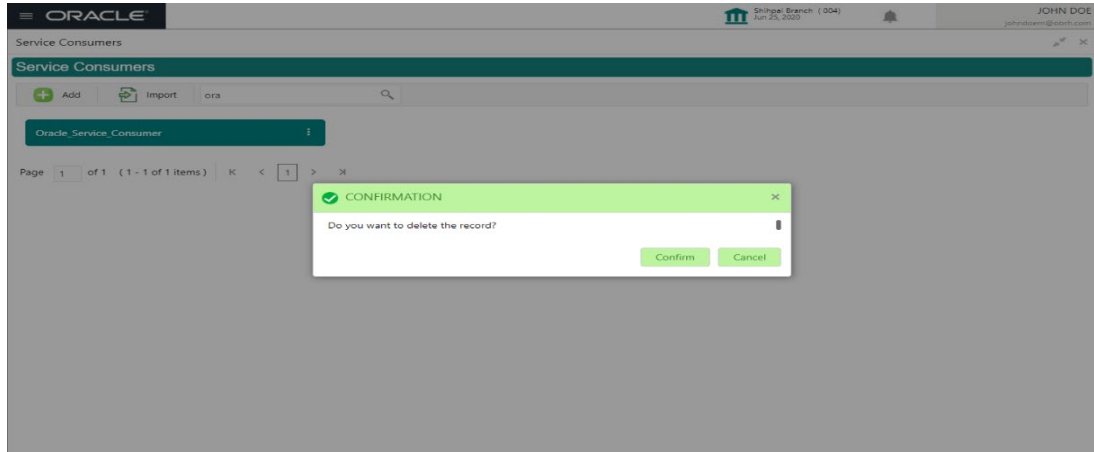 ORACLE
Shihpai Branch ( 004)
Jun 25, 2020
JOHN DOE
Service Consumers
Service Consumers
Add
Import
ora
Oracle_Service_Consumer
Page 1 of 1 ( 1 - 1 of 1 items ) K < 1 > >|
CONFIRMATION
Do you want to delete the record?
Confirm
Cancel